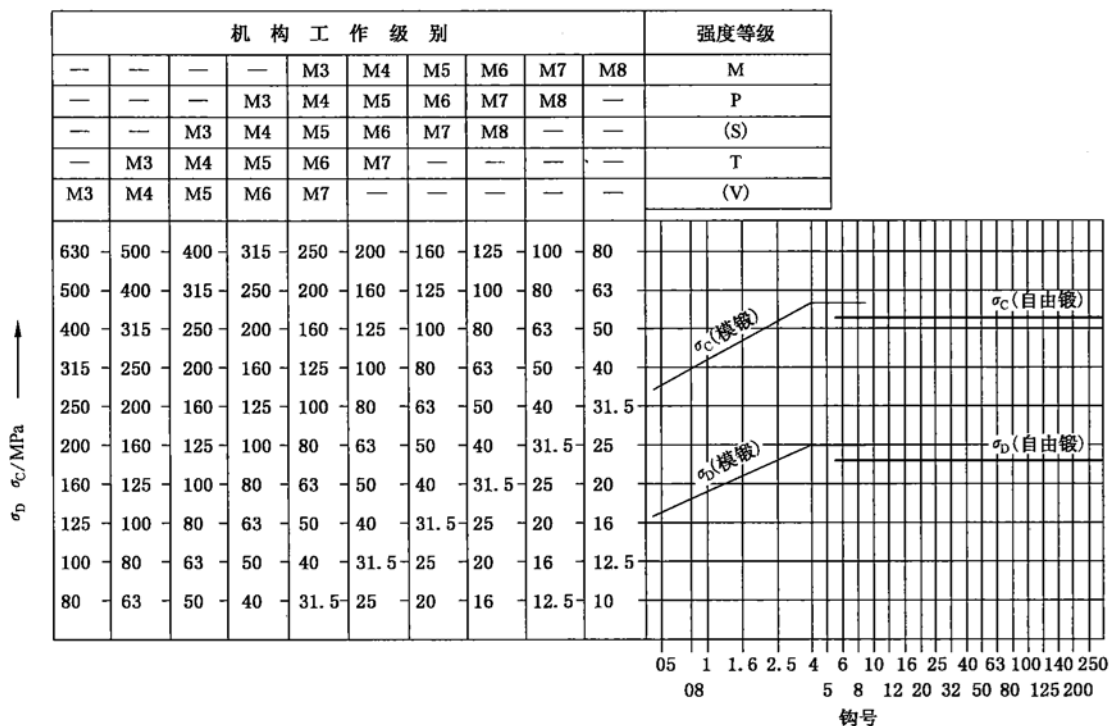 机 构 工 作 级 别 强度等级
— — — — M3 M4 M5 M6 M7 M8 M
— — — M3 M4 M5 M6 M7 M8 — P
— — M3 M4 M5 M6 M7 M8 — — (S)
— M3 M4 M5 M6 M7 — — — — T
M3 M4 M5 M6 M7 — — — — — (V)
630 500 400 315 250 200 160 125 100 80
500 400 315 250 200 160 125 100 80 63
σC(自由锻)
400 315 250 200 160 125 100 80 63 50
σC(模锻)
315 250 200 160 125 100 80 63 50 40
250 200 160 125 100 80 63 50 40 31.5
200 160 125 100 80 63 50 40 31.5 25
σD(自由锻)
σD(模锻)
160 125 100 80 63 50 40 31.5 25 20
125 100 80 63 50 40 31.5 25 20 16
100 80 63 50 40 31.5 25 20 16 12.5
80 63 50 40 31.5 25 20 16 12.5 10
σD σC/MPa
05 1 1.6 2.5 4 6 10 16 25 40 63 100 140 250
08 5 8 12 20 32 50 80 125 200
钩号